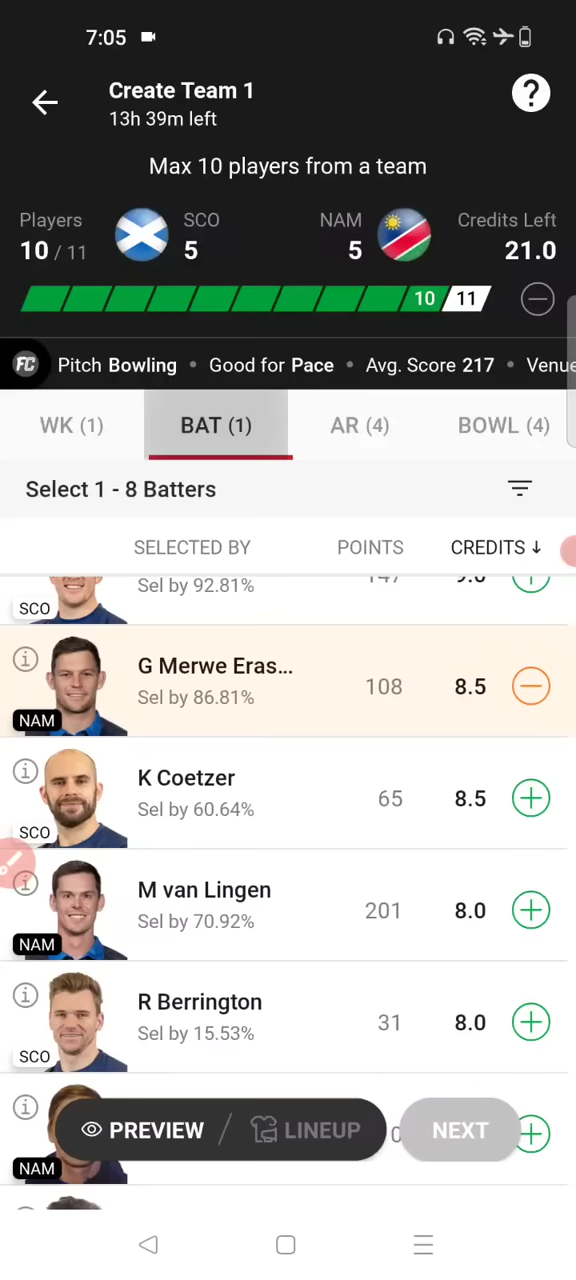 7:05
Create Team 1
13h 39m left
?
Max 10 players from a team
Players SCO NAM Credits Left
10 / 11 5 5 21.0
10 11
FC Pitch Bowling • Good for Pace • Avg. Score 217 • Venue
WK (1) BAT (1) AR (4) BOWL (4)
Select 1 - 8 Batters
SELECTED BY POINTS CREDITS ↓
Sel by 92.81% 147 9.0
SCO
G Merwe Eras...
Sel by 86.81% 108 8.5
NAM
K Coetzer
Sel by 60.64% 65 8.5
SCO
M van Lingen
Sel by 70.92% 201 8.0
NAM
R Berrington
Sel by 15.53% 31 8.0
SCO
PREVIEW / LINEUP 0 NEXT
NAM